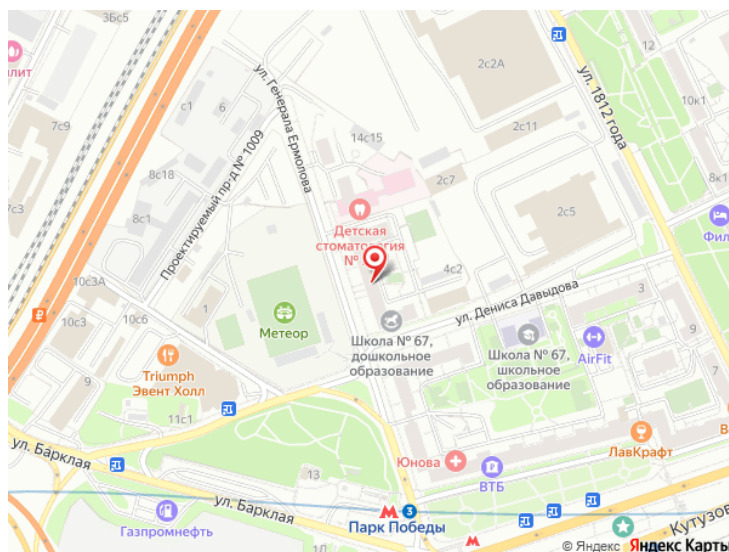 3Бс5
12
2с2А
ул. 1812 года
10к1
лит
с1
6
ул. Генерала Ермолова
14с15
2с11
7с9
8с18
Проектируемый пр-д № 1009
2с7
8к1
7с3
8с1
Детская
стоматология
№
2с5
Фил
4с2
10с3А
ул. Дениса Давыдова
3
10с3
10с6
1
Метеор
Школа № 67,
дошкольное
образование
Школа № 67,
школьное
образование
AirFit
9
Triumph
Эвент Холл
7
11с1
ул. Барклая
Юнова
ВТБ
ЛавКрафт
В
13
ул. Барклая
Газпромнефть
3
Парк Победы
Кутузов
1Д
© Яндекс Яндекс Карты